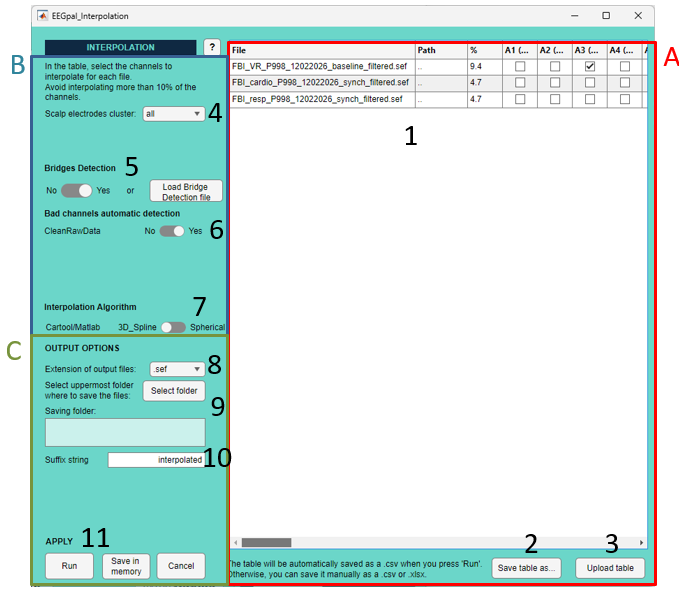 EEGpal_Interpolation
INTERPOLATION ?
B
In the table, select the channels to
interpolate for each file.
Avoid interpolating more than 10% of the
channels.
Scalp electrodes cluster: all 4
Bridges Detection 5
No Yes or Load Bridge
Detection file
Bad channels automatic detection
CleanRawData No Yes 6
Interpolation Algorithm 7
Cartool/Matlab 3D_Spline Spherical
C
OUTPUT OPTIONS
Extension of output files: .sef 8
Select uppermost folder
where to save the files: Select folder
9
Saving folder:
Suffix string interpolated 10
APPLY 11
Run Save in
memory Cancel
A
File Path % A1 (... A2 (... A3 (... A4 (... A
FBI_VR_P998_12022026_baseline_filtered.sef .. 9.4
FBI_cardio_P998_12022026_synch_filtered.sef .. 4.7
FBI_resp_P998_12022026_synch_filtered.sef .. 4.7
1
2 3
The table will be automatically saved as a .csv when you press 'Run'.
Otherwise, you can save it manually as a .csv or .xlsx.
Save table as... Upload table